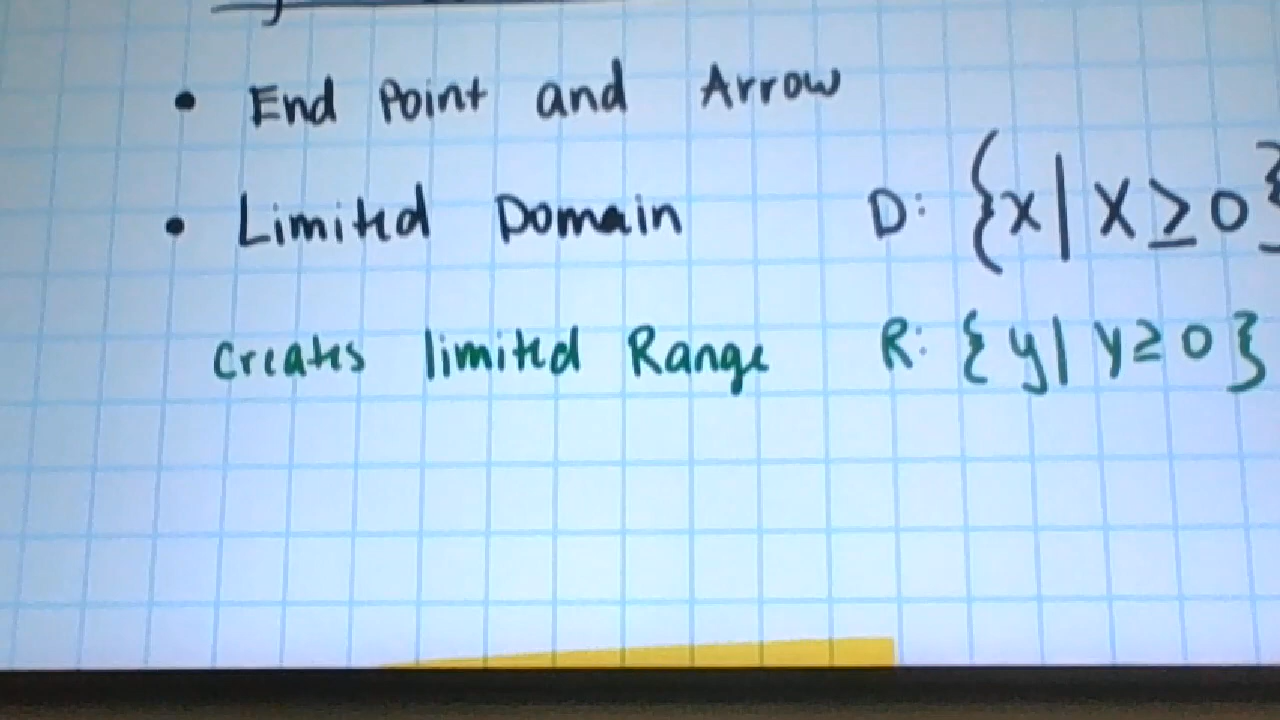 • End Point and Arrow
• Limited Domain D: {x | x ≥ 0}
Creates limited Range R: {y | y ≥ 0}